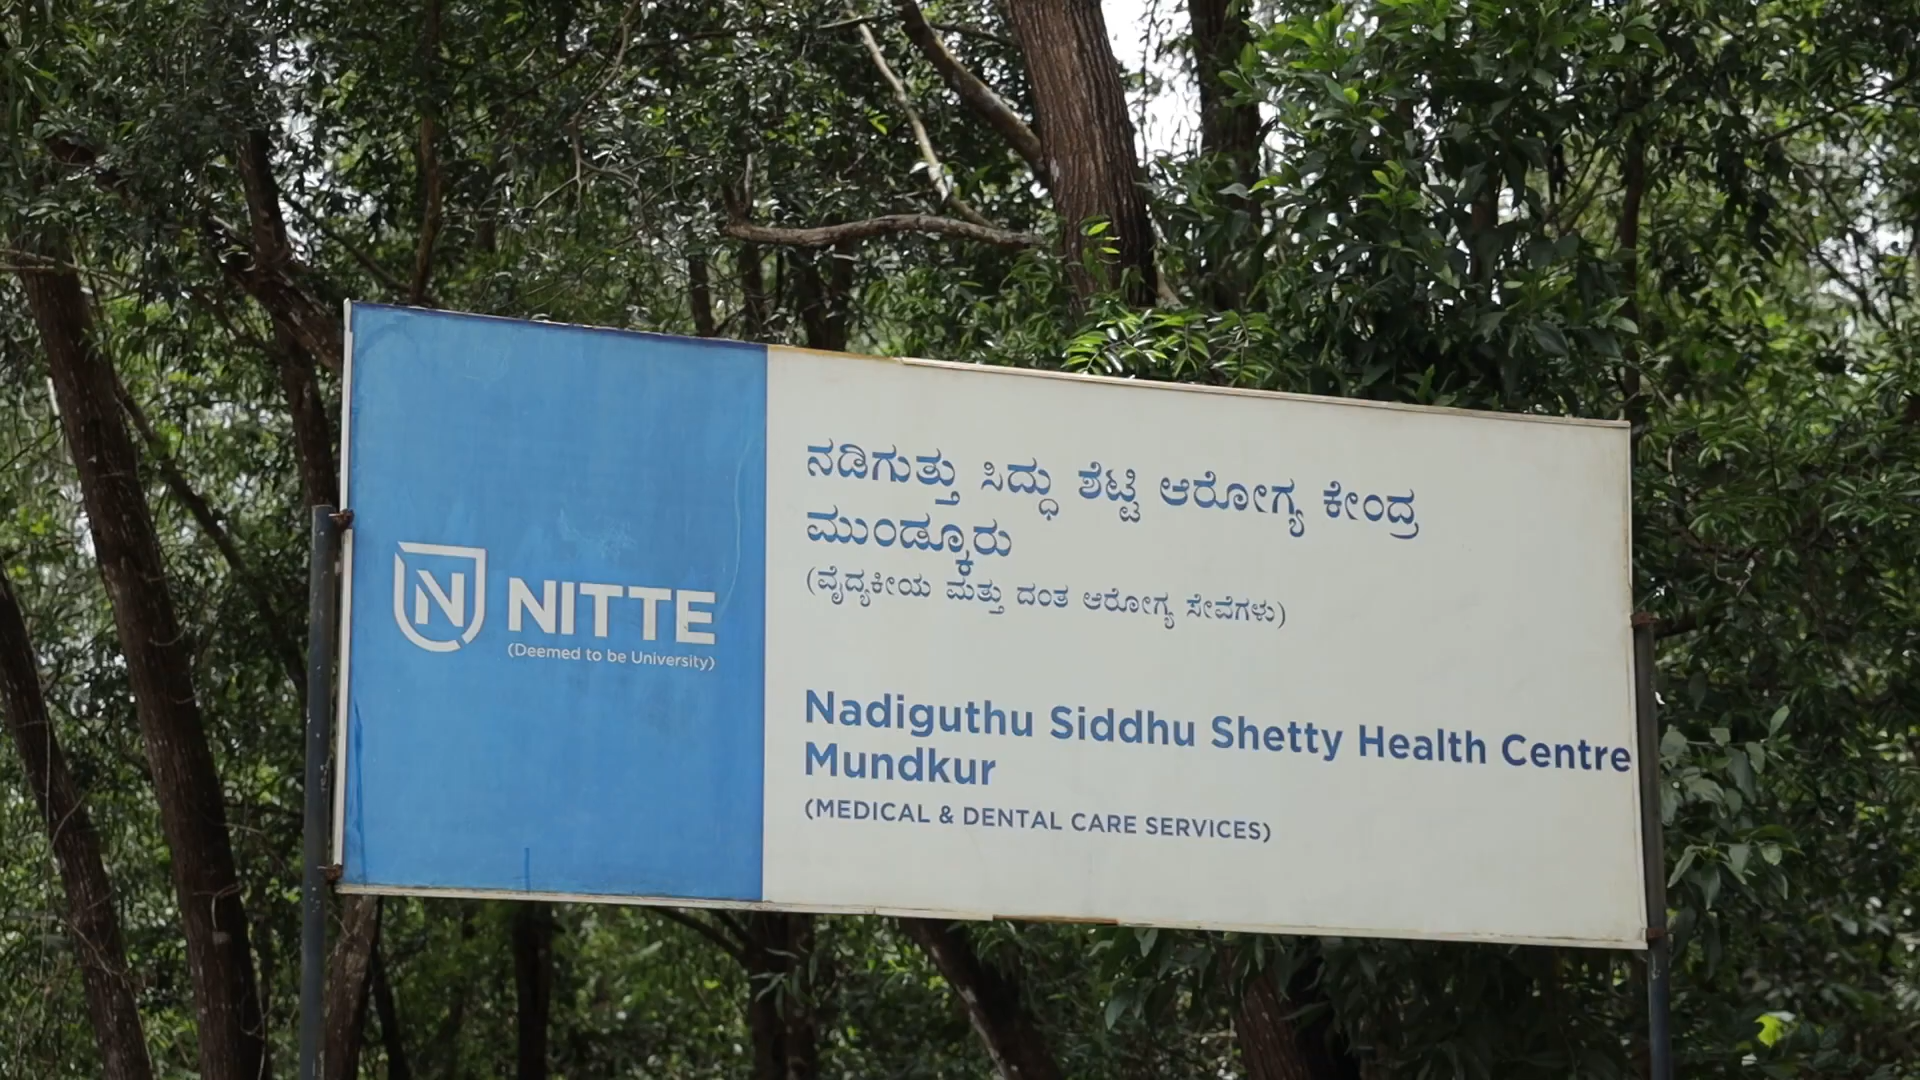 N NITTE
(Deemed to be University)
ನಡಿಗುತ್ತು ಸಿದ್ಧು ಶೆಟ್ಟಿ ಆರೋಗ್ಯ ಕೇಂದ್ರ
ಮುಂಡ್ಕೂರು
(ವೈದ್ಯಕೀಯ ಮತ್ತು ದಂತ ಆರೋಗ್ಯ ಸೇವೆಗಳು)
Nadiguthu Siddhu Shetty Health Centre
Mundkur
(MEDICAL & DENTAL CARE SERVICES)